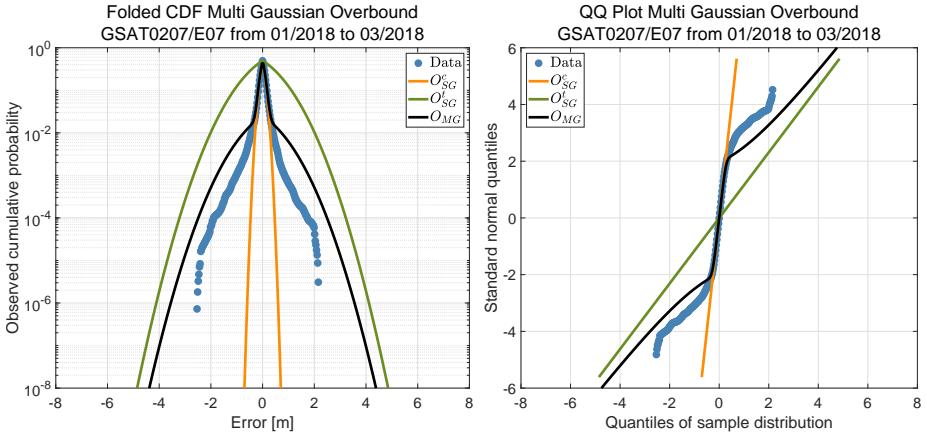 Folded CDF Multi Gaussian Overbound
GSAT0207/E07 from 01/2018 to 03/2018
Observed cumulative probability
10^0
10^-2
10^-4
10^-6
10^-8
-8 -6 -4 -2 0 2 4 6 8
Error [m]
Data
O_SG^c
O_SG^t
O_MG
QQ Plot Multi Gaussian Overbound
GSAT0207/E07 from 01/2018 to 03/2018
Standard normal quantiles
6
4
2
0
-2
-4
-6
-8 -6 -4 -2 0 2 4 6 8
Quantiles of sample distribution
Data
O_SG^c
O_SG^t
O_MG